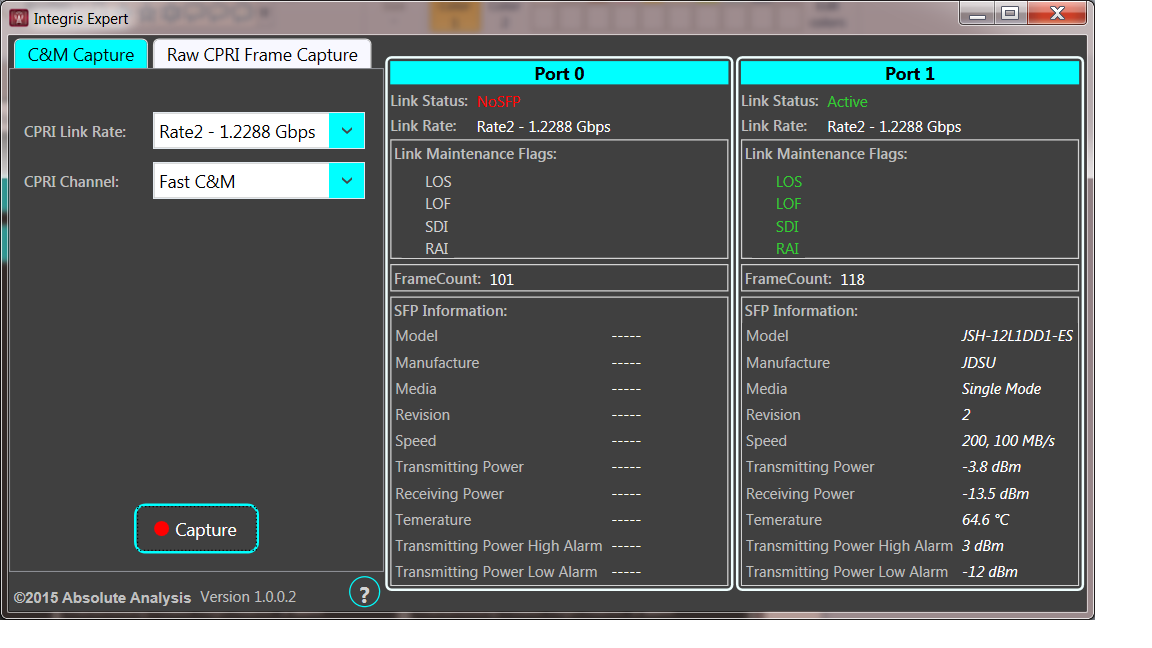 Integris Expert
C&M Capture
Raw CPRI Frame Capture
CPRI Link Rate:
Rate2 - 1.2288 Gbps
CPRI Channel:
Fast C&M
Capture
©2015 Absolute Analysis Version 1.0.0.2
?
Port 0
Link Status: NoSFP
Link Rate: Rate2 - 1.2288 Gbps
Link Maintenance Flags:
LOS
LOF
SDI
RAI
FrameCount: 101
SFP Information:
Model -----
Manufacture -----
Media -----
Revision -----
Speed -----
Transmitting Power -----
Receiving Power -----
Temerature -----
Transmitting Power High Alarm -----
Transmitting Power Low Alarm -----
Port 1
Link Status: Active
Link Rate: Rate2 - 1.2288 Gbps
Link Maintenance Flags:
LOS
LOF
SDI
RAI
FrameCount: 118
SFP Information:
Model JSH-12L1DD1-ES
Manufacture JDSU
Media Single Mode
Revision 2
Speed 200, 100 MB/s
Transmitting Power -3.8 dBm
Receiving Power -13.5 dBm
Temerature 64.6 °C
Transmitting Power High Alarm 3 dBm
Transmitting Power Low Alarm -12 dBm